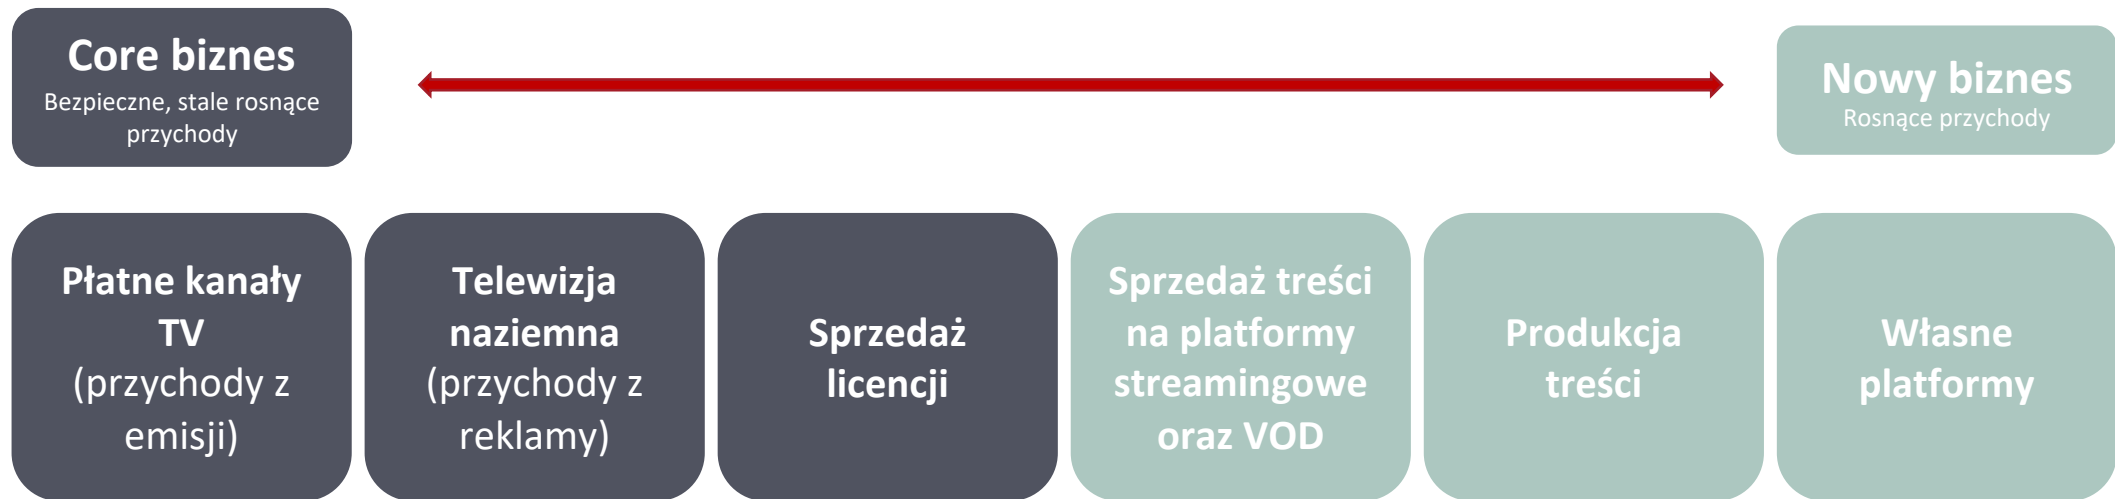 Core biznes
Bezpieczne, stale rosnące
przychody
Nowy biznes
Rosnące przychody
Płatne kanały
TV
(przychody z
emisji)
Telewizja
naziemna
(przychody z
reklamy)
Sprzedaż
licencji
Sprzedaż treści
na platformy
streamingowe
oraz VOD
Produkcja
treści
Własne
platformy